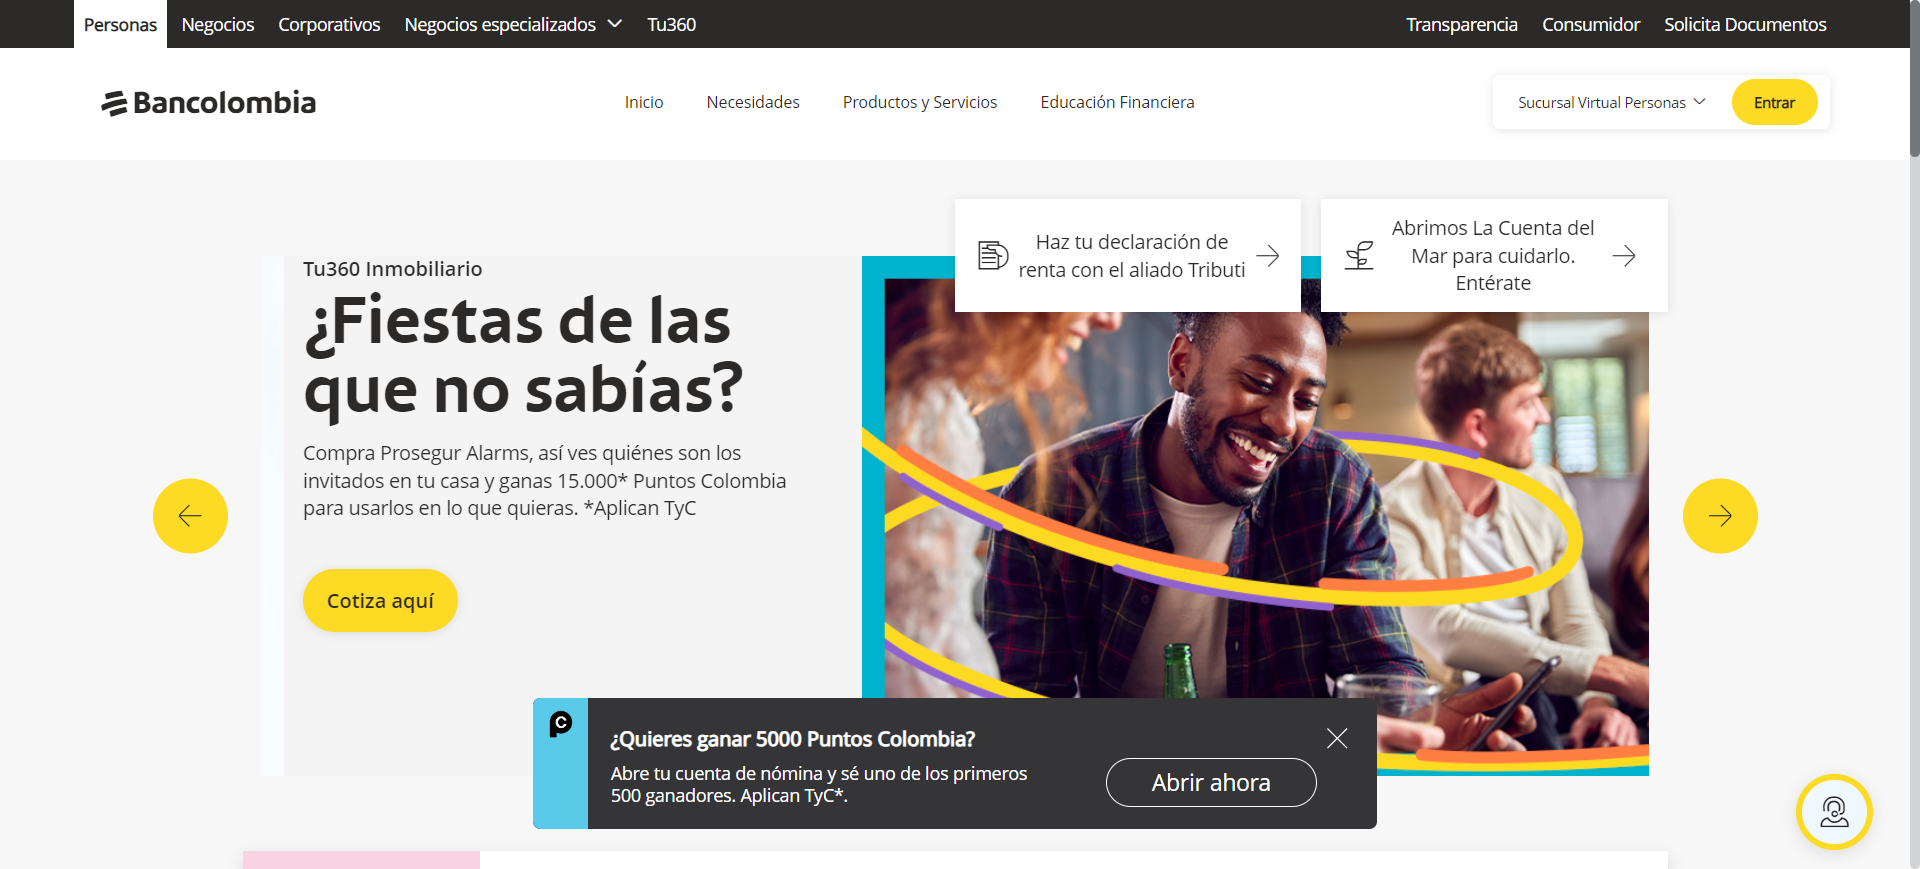 Personas
Negocios
Corporativos
Negocios especializados
Tu360
Transparencia
Consumidor
Solicita Documentos
Bancolombia
Inicio
Necesidades
Productos y Servicios
Educación Financiera
Sucursal Virtual Personas
Entrar
Haz tu declaración de
renta con el aliado Tributi
Abrimos La Cuenta del
Mar para cuidarlo.
Entérate
Tu360 Inmobiliario
¿Fiestas de las
que no sabías?
Compra Prosegur Alarms, así ves quiénes son los
invitados en tu casa y ganas 15.000* Puntos Colombia
para usarlos en lo que quieras. *Aplican TyC
Cotiza aquí
¿Quieres ganar 5000 Puntos Colombia?
Abre tu cuenta de nómina y sé uno de los primeros
500 ganadores. Aplican TyC*.
Abrir ahora